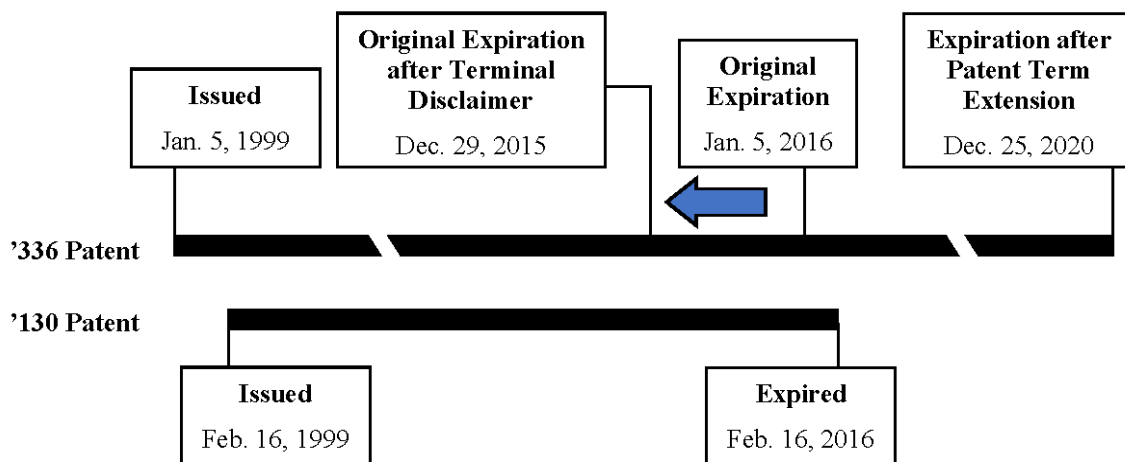 Issued
Jan. 5, 1999
Original Expiration
after Terminal
Disclaimer
Dec. 29, 2015
Original
Expiration
Jan. 5, 2016
Expiration after
Patent Term
Extension
Dec. 25, 2020
’336 Patent
’130 Patent
Issued
Feb. 16, 1999
Expired
Feb. 16, 2016